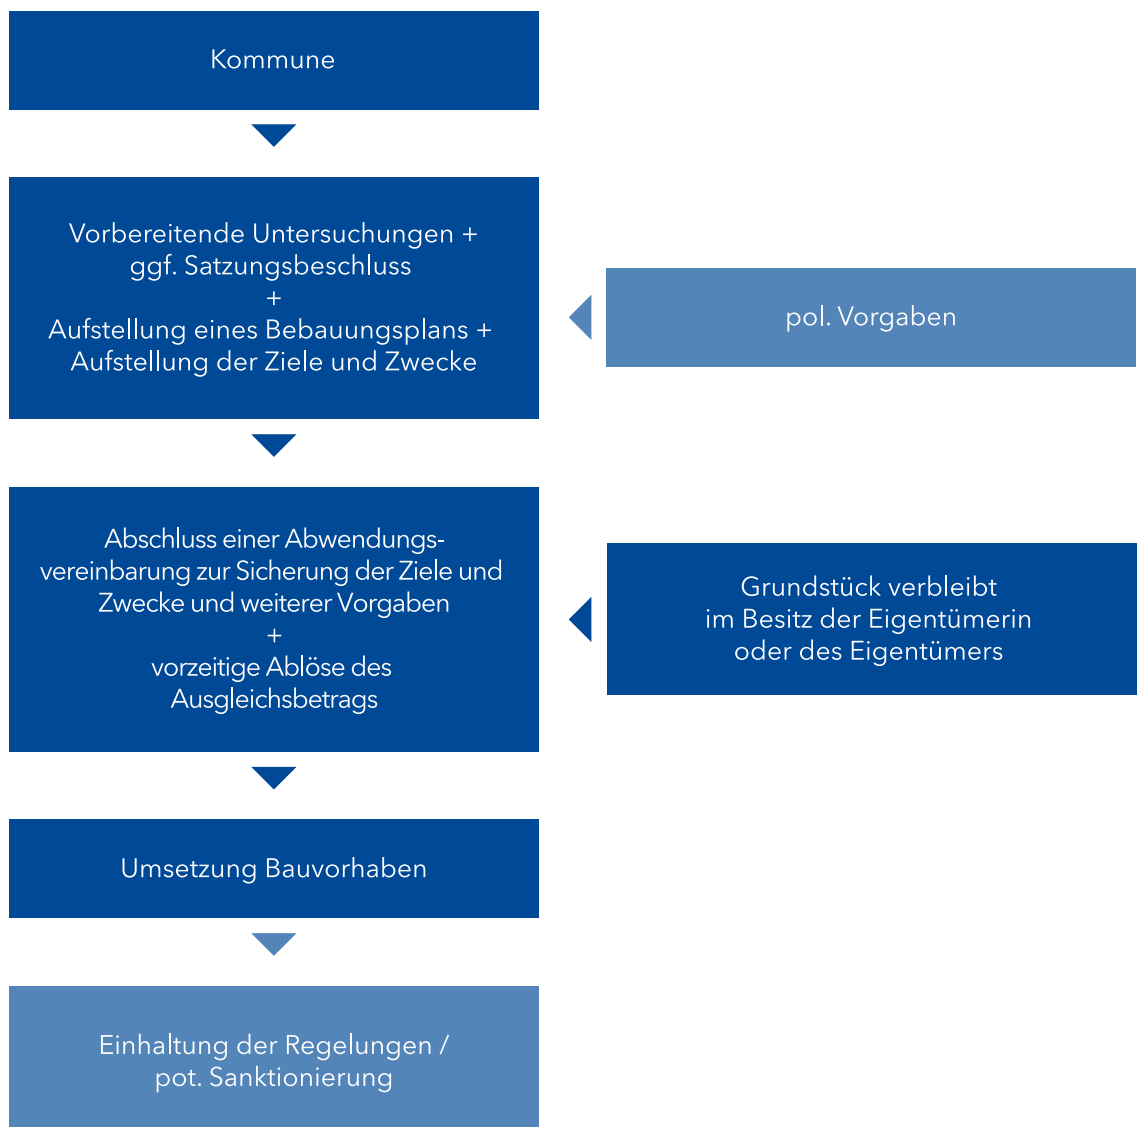 Kommune
Vorbereitende Untersuchungen +
ggf. Satzungsbeschluss
+
Aufstellung eines Bebauungsplans +
Aufstellung der Ziele und Zwecke
pol. Vorgaben
Abschluss einer Abwendungs-
vereinbarung zur Sicherung der Ziele und
Zwecke und weiterer Vorgaben
+
vorzeitige Ablöse des
Ausgleichsbetrags
Grundstück verbleibt
im Besitz der Eigentümerin
oder des Eigentümers
Umsetzung Bauvorhaben
Einhaltung der Regelungen /
pot. Sanktionierung